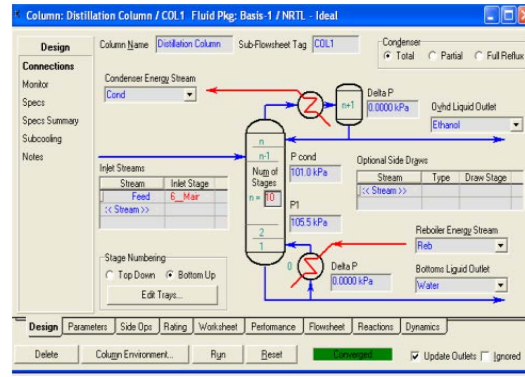 Column: Distillation Column / COL1 Fluid Pkg: Basis-1 / NRTL - Ideal
Design
Connections
Monitor
Specs
Specs Summary
Subcooling
Notes
Column Name Distillation Column Sub-Flowsheet Tag COL1
Condenser
Total Partial Full Reflux
Condenser Energy Stream
Cond
n+1
Delta P
0.0000 kPa
Ovhd Liquid Outlet
Ethanol
Inlet Streams
Stream Inlet Stage
Feed 6__Mair
<< Stream >>
n
n-1
Num of
Stages
n = 10
2
1
P cond
101.0 kPa
P1
105.5 kPa
Optional Side Draws
Stream Type Draw Stage
<< Stream >>
Stage Numbering
Top Down Bottom Up
Edit Trays...
0
Delta P
0.0000 kPa
Reboiler Energy Stream
Reb
Bottoms Liquid Outlet
Water
Design Parameters Side Ops Rating Worksheet Performance Flowsheet Reactions Dynamics
Delete Column Environment... Run Reset Converged Update Outlets Ignored